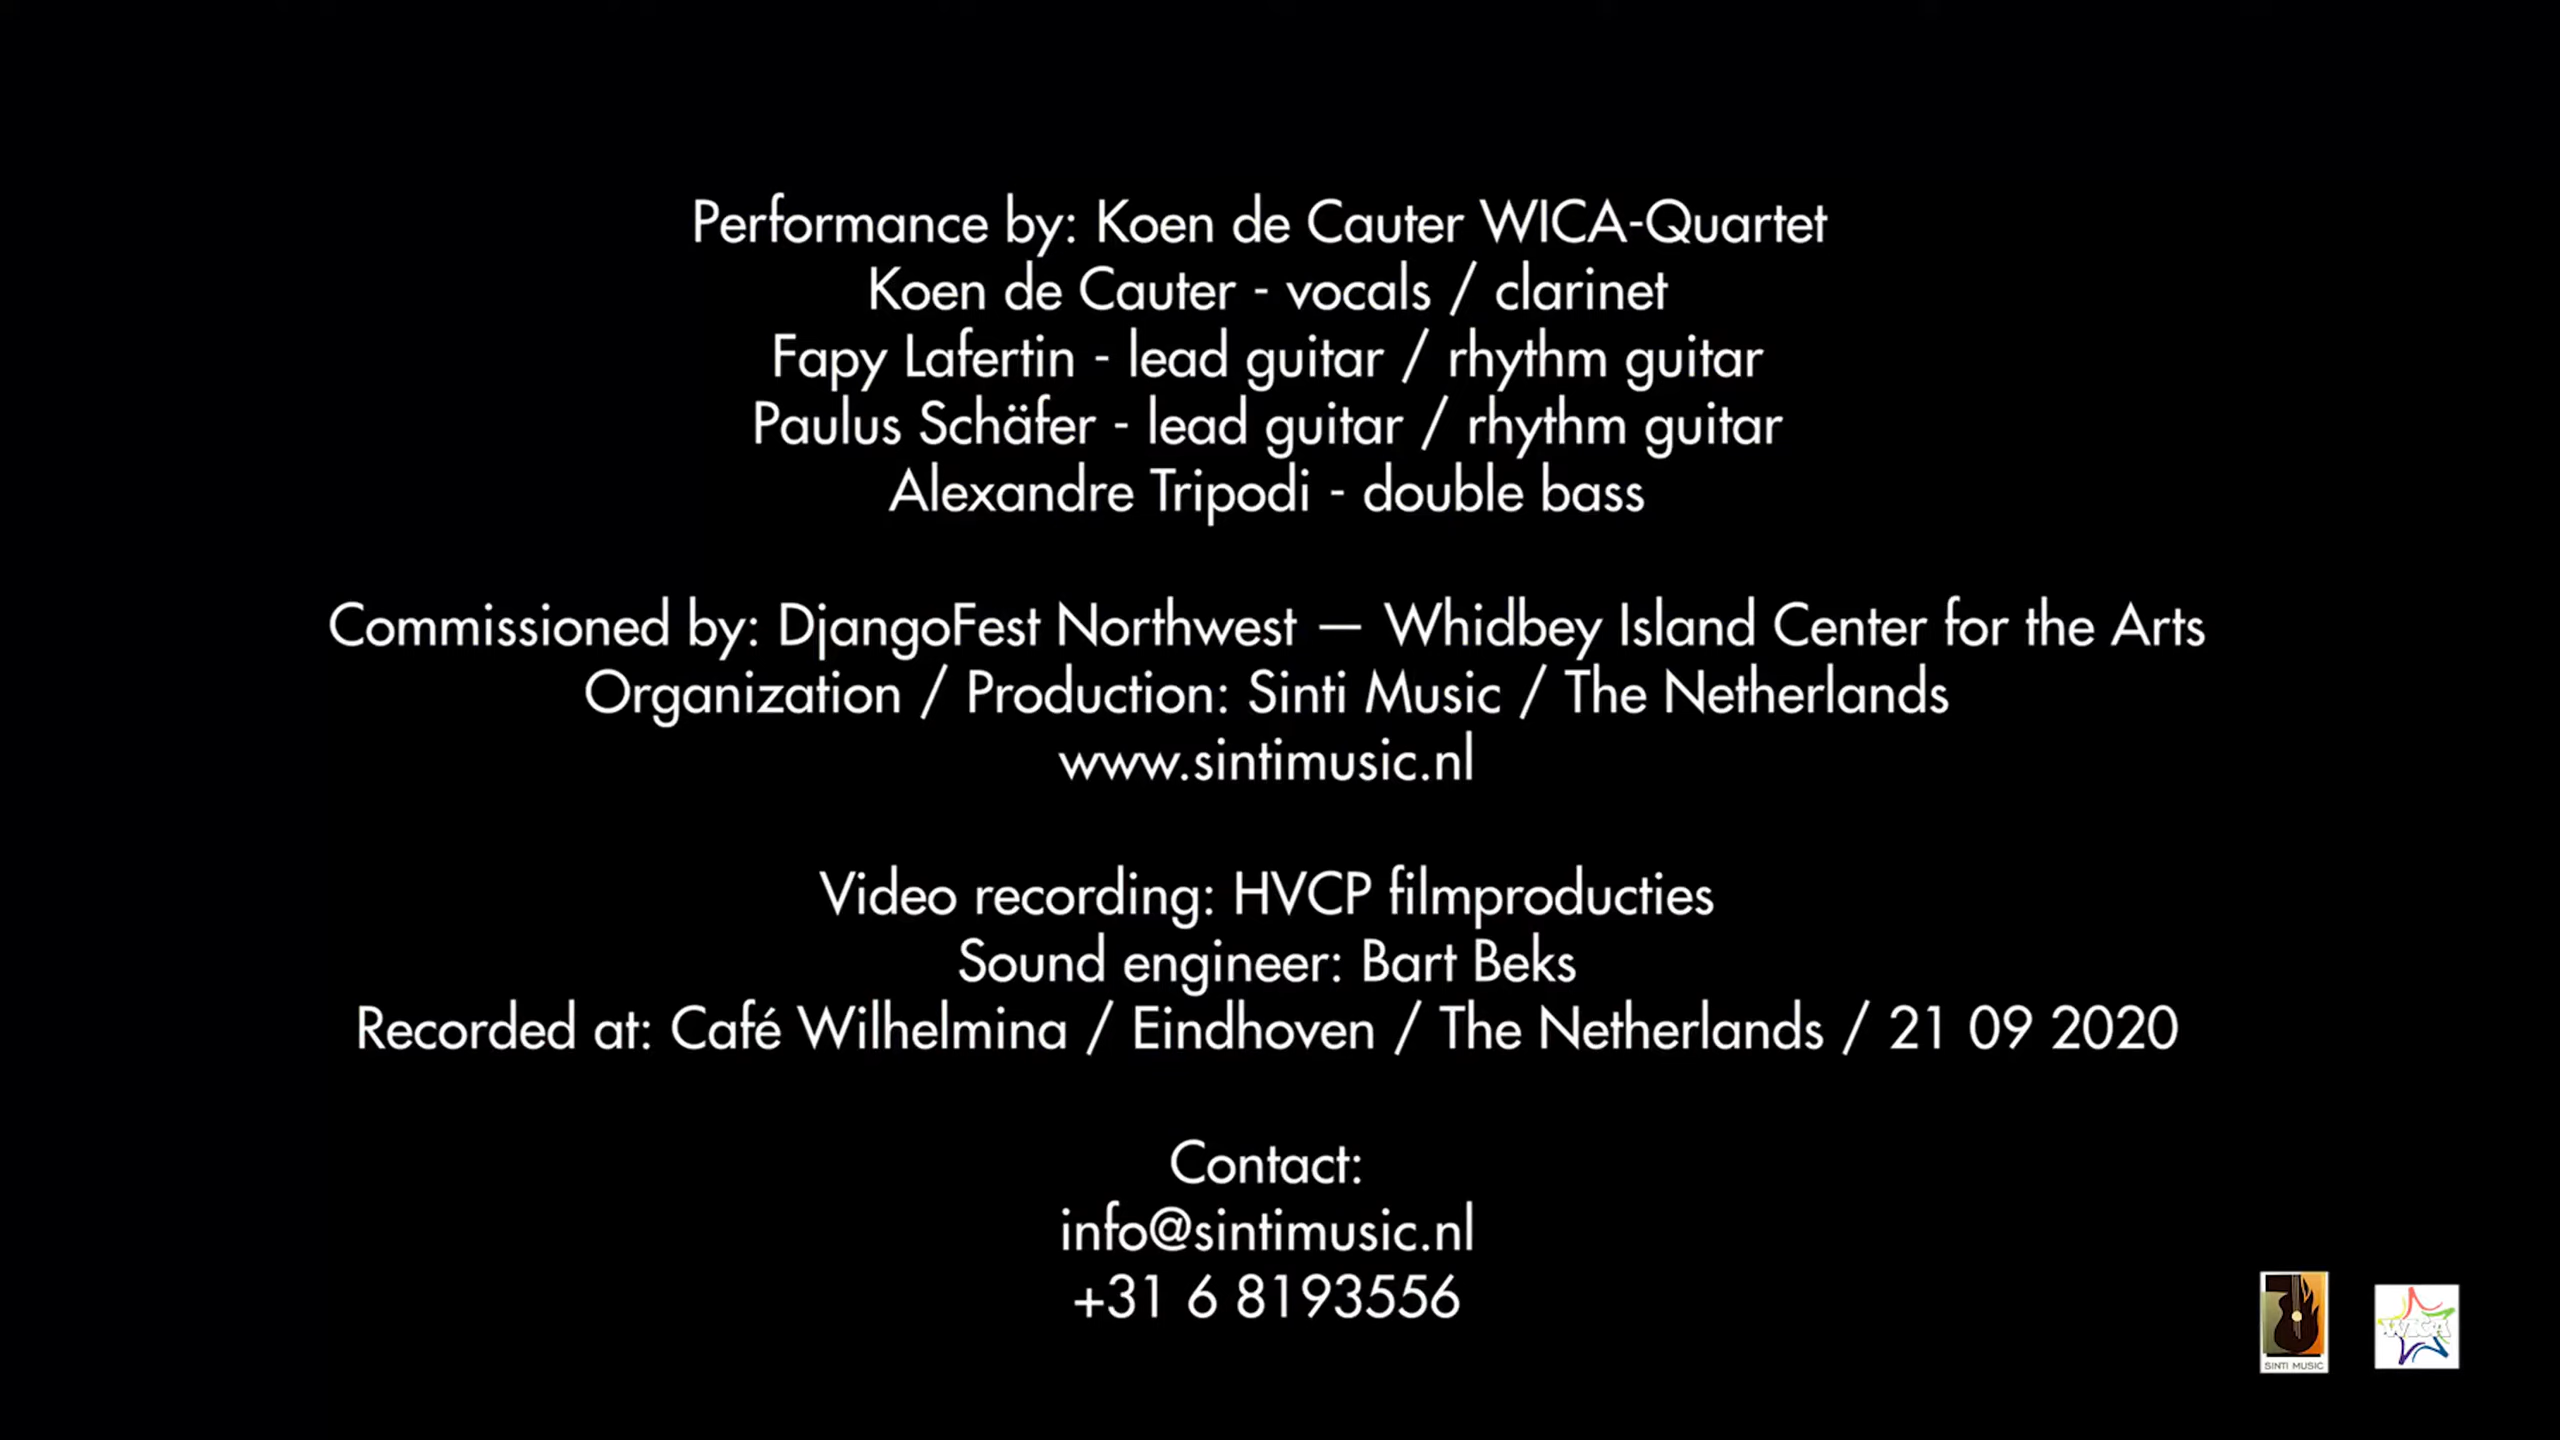 Performance by: Koen de Cauter WICA-Quartet
Koen de Cauter - vocals / clarinet
Fapy Lafertin - lead guitar / rhythm guitar
Paulus Schäfer - lead guitar / rhythm guitar
Alexandre Tripodi - double bass
Commissioned by: DjangoFest Northwest — Whidbey Island Center for the Arts
Organization / Production: Sinti Music / The Netherlands
www.sintimusic.nl
Video recording: HVCP filmproducties
Sound engineer: Bart Beks
Recorded at: Café Wilhelmina / Eindhoven / The Netherlands / 21 09 2020
Contact:
info@sintimusic.nl
+31 6 8193556
SINTI MUSIC
WICA